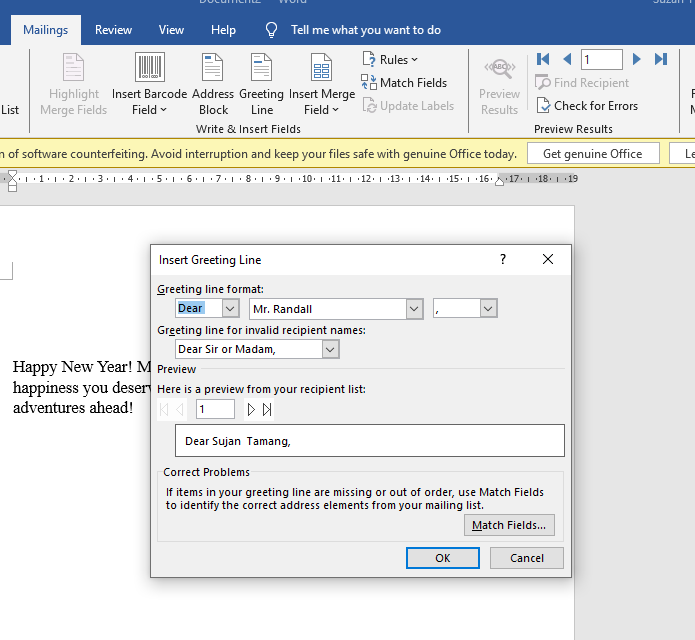 Document2 - Word
Suzan T
Mailings Review View Help Tell me what you want to do
List
Highlight Merge Fields
Insert Barcode Field
Address Block
Greeting Line
Insert Merge Field
Rules
Match Fields
Update Labels
Write & Insert Fields
Preview Results
ABC
1
Find Recipient
Check for Errors
Preview Results
n of software counterfeiting. Avoid interruption and keep your files safe with genuine Office today. Get genuine Office Le
1 2 3 4 5 6 7 8 9 10 11 12 13 14 15 16 17 18 19
Happy New Year! M
happiness you deserv
adventures ahead!
Insert Greeting Line ?
Greeting line format:
Dear Mr. Randall ,
Greeting line for invalid recipient names:
Dear Sir or Madam,
Preview
Here is a preview from your recipient list:
1
Dear Sujan Tamang,
Correct Problems
If items in your greeting line are missing or out of order, use Match Fields
to identify the correct address elements from your mailing list.
Match Fields...
OK Cancel